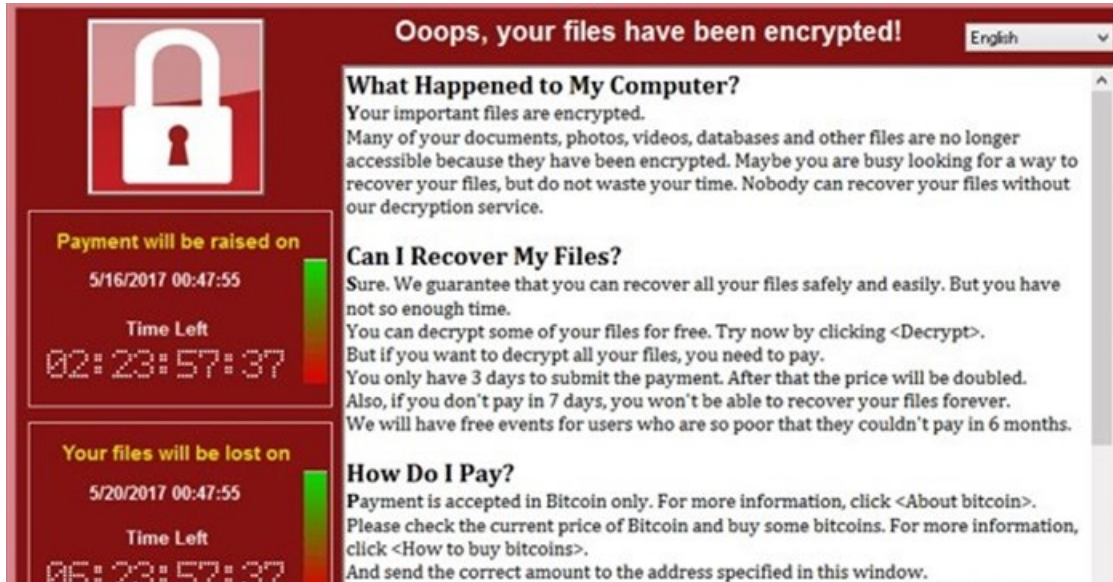 Ooops, your files have been encrypted!
English
Payment will be raised on
5/16/2017 00:47:55
Time Left
02:23:57:37
Your files will be lost on
5/20/2017 00:47:55
Time Left
06:23:57:37
What Happened to My Computer?
Your important files are encrypted.
Many of your documents, photos, videos, databases and other files are no longer
accessible because they have been encrypted. Maybe you are busy looking for a way to
recover your files, but do not waste your time. Nobody can recover your files without
our decryption service.
Can I Recover My Files?
Sure. We guarantee that you can recover all your files safely and easily. But you have
not so enough time.
You can decrypt some of your files for free. Try now by clicking <Decrypt>.
But if you want to decrypt all your files, you need to pay.
You only have 3 days to submit the payment. After that the price will be doubled.
Also, if you don't pay in 7 days, you won't be able to recover your files forever.
We will have free events for users who are so poor that they couldn't pay in 6 months.
How Do I Pay?
Payment is accepted in Bitcoin only. For more information, click <About bitcoin>.
Please check the current price of Bitcoin and buy some bitcoins. For more information,
click <How to buy bitcoins>.
And send the correct amount to the address specified in this window.